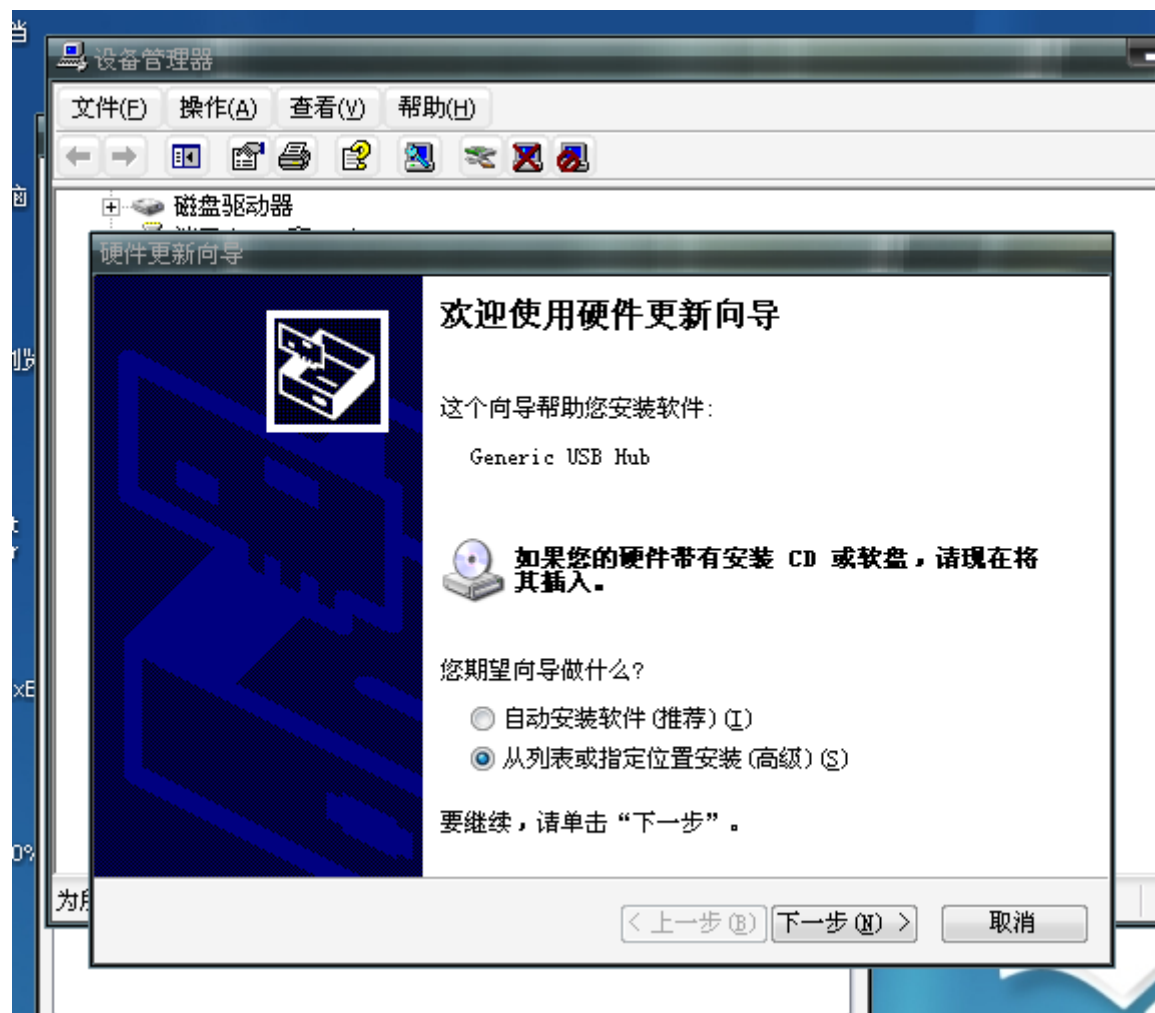 当
设备管理器
文件(F) 操作(A) 查看(V) 帮助(H)
磁盘驱动器
硬件更新向导
欢迎使用硬件更新向导
这个向导帮助您安装软件:
Generic USB Hub
如果您的硬件带有安装 CD 或软盘，请现在将
其插入。
您期望向导做什么?
自动安装软件(推荐)(I)
从列表或指定位置安装(高级)(S)
要继续，请单击“下一步”。
xE
0%
为
< 上一步(B) 下一步(N) > 取消